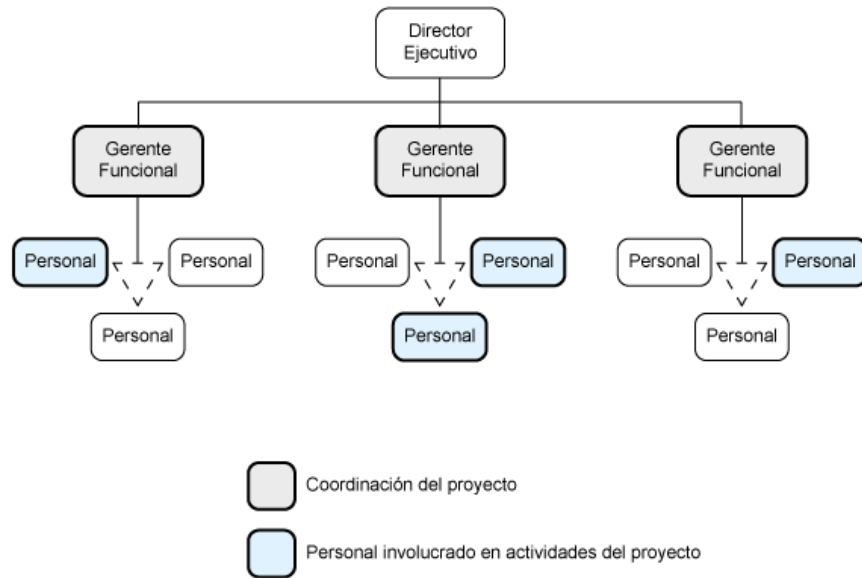 Director
Ejecutivo
Gerente
Funcional
Gerente
Funcional
Gerente
Funcional
Personal
Personal
Personal
Personal
Personal
Personal
Personal
Personal
Personal
Coordinación del proyecto
Personal involucrado en actividades del proyecto